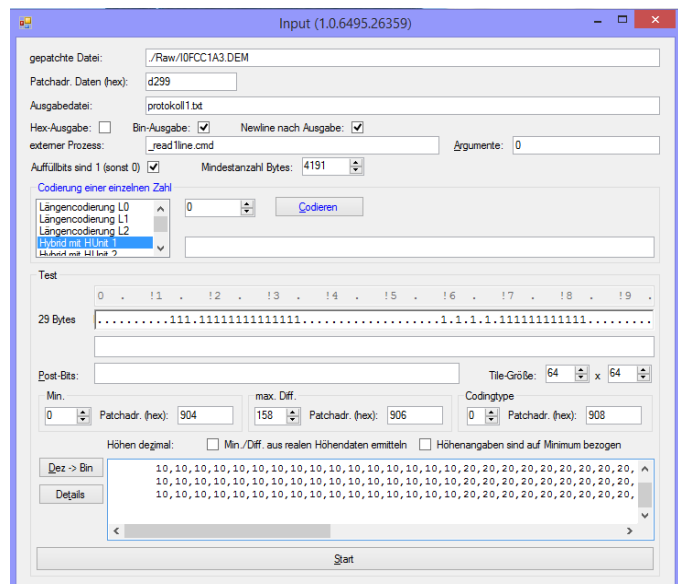 Input (1.0.6495.26359)
gepatchte Datei: ./Raw/I0FCC1A3.DEM
Patchadr. Daten (hex): d299
Ausgabedatei: protokoll1.txt
Hex-Ausgabe: Bin-Ausgabe: Newline nach Ausgabe:
externer Prozess: _read1line.cmd Argumente: 0
Auffüllbits sind 1 (sonst 0) Mindestanzahl Bytes: 4191
Codierung einer einzelnen Zahl
Längencodierung L0 0 Codieren
Längencodierung L1
Längencodierung L2
Hybrid mit HUnit 1
Hybrid mit HUnit 2
Test
0 . !1 . !2 . !3 . !4 . !5 . !6 . !7 . !8 . !9 .
29 Bytes ..........111.11111111111111..................1.1.1.1.111111111111.........
Post-Bits: Tile-Größe: 64 x 64
Min. max. Diff. Codingtype
0 Patchadr. (hex): 904 158 Patchadr. (hex): 906 0 Patchadr. (hex): 908
Höhen dezimal: Min./Diff. aus realen Höhendaten ermitteln Höhenangaben sind auf Minimum bezogen
Dez -> Bin 10,10,10,10,10,10,10,10,10,10,10,10,10,10,10,10,20,20,20,20,20,20,20,20,20,
10,10,10,10,10,10,10,10,10,10,10,10,10,10,10,10,10,20,20,20,20,20,20,20,20,
Details 10,10,10,10,10,10,10,10,10,10,10,10,10,10,10,10,10,20,20,20,20,20,20,20,20,
Start